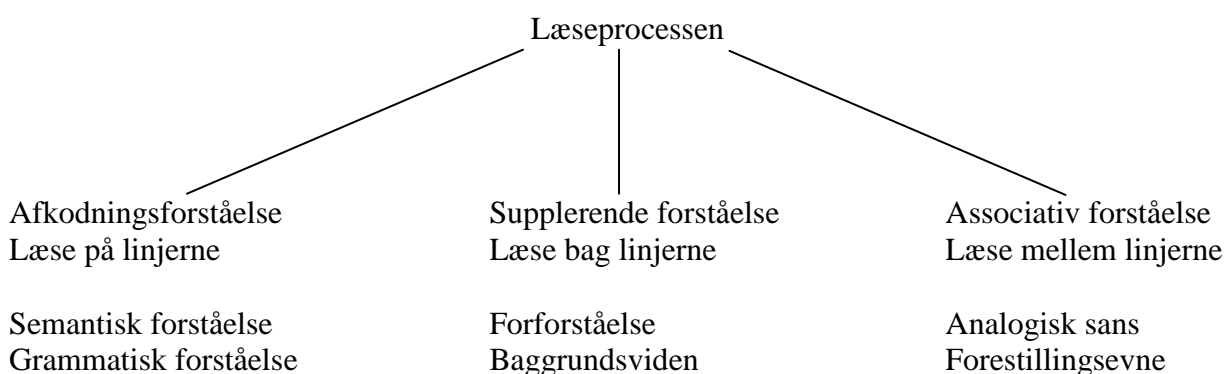 Læseprocessen
Afkodningsforståelse
Læse på linjerne
Semantisk forståelse
Grammatisk forståelse
Supplerende forståelse
Læse bag linjerne
Forforståelse
Baggrundsviden
Associativ forståelse
Læse mellem linjerne
Analogisk sans
Forestillingsevne